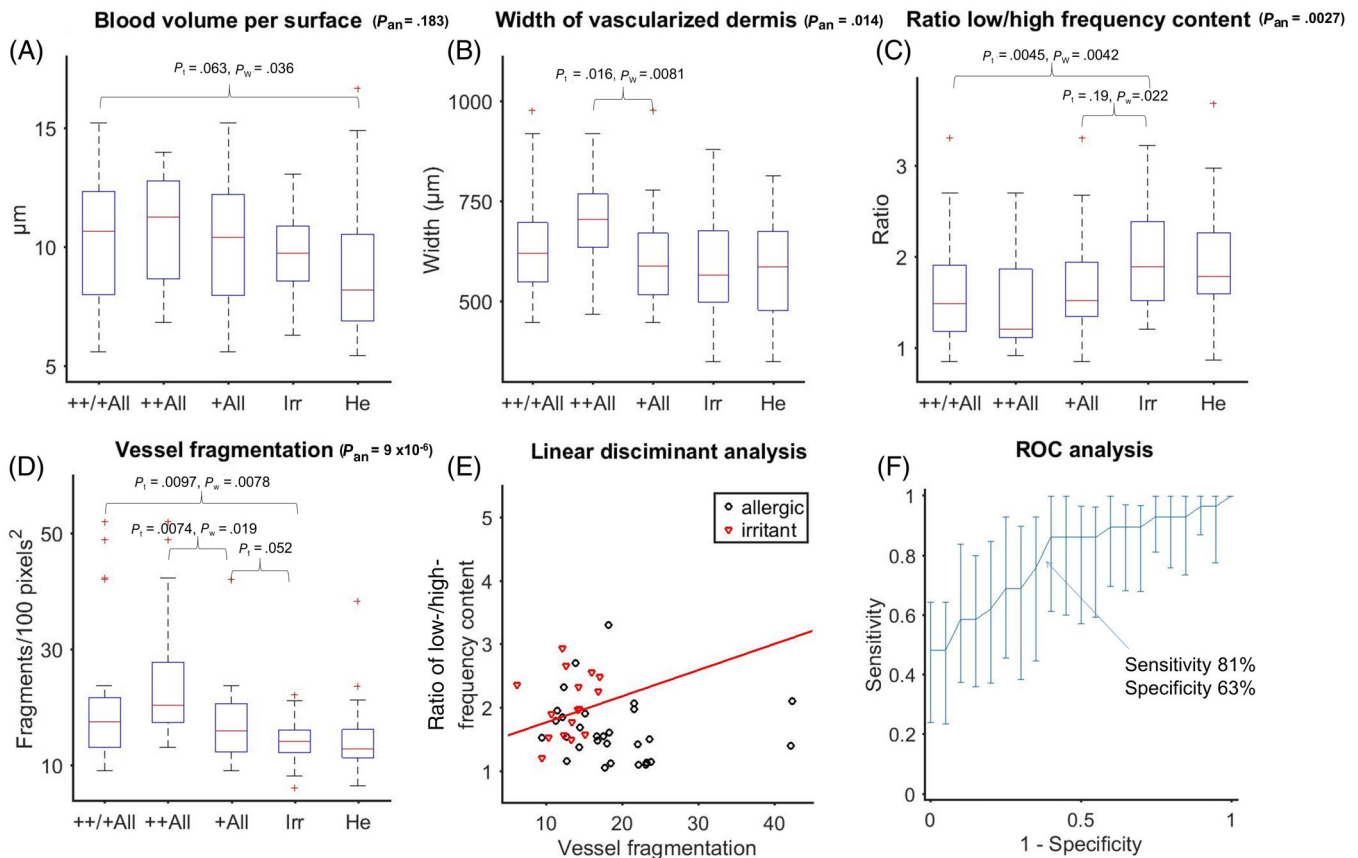 Blood volume per surface (Pan = .183)
(A)
Pt = .063, Pw = .036
15
10
5
μm
++/+All ++All +All Irr He
Width of vascularized dermis (Pan = .014)
(B)
Pt = .016, Pw = .0081
1000
750
500
Width (μm)
++/+All ++All +All Irr He
Ratio low/high frequency content (Pan = .0027)
(C)
Pt = .0045, Pw = .0042
Pt = .19, Pw =.022
3
2
1
Ratio
++/+All ++All +All Irr He
Vessel fragmentation (Pan = 9 x10-6)
(D)
Pt = .0097, Pw = .0078
Pt = .0074, Pw = .019
Pt = .052
50
30
10
Fragments/100 pixels2
++/+All ++All +All Irr He
Linear disciminant analysis
(E)
allergic
irritant
5
4
3
2
1
Ratio of low-/high-
frequency content
10 20 30 40
Vessel fragmentation
ROC analysis
(F)
1
0.8
0.6
0.4
0.2
0
Sensitivity
Sensitivity 81%
Specificity 63%
0 0.5 1
1 - Specificity